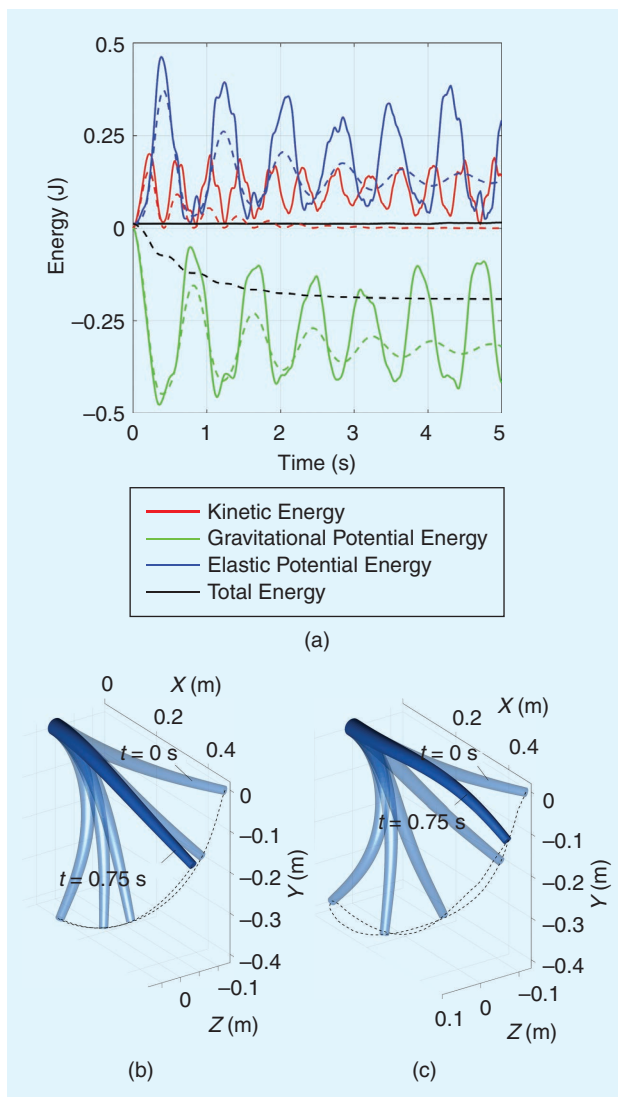 0.5
0.25
0
−0.25
−0.5
Energy (J)
0 1 2 3 4 5
Time (s)
Kinetic Energy
Gravitational Potential Energy
Elastic Potential Energy
Total Energy
(a)
0
X (m)
0.2
0.4
t = 0 s
0
−0.1
−0.2
t = 0.75 s
Y (m)
−0.3
−0.4
−0.1
0
Z (m)
(b)
X (m)
0.2
0.4
t = 0 s
0
−0.1
t = 0.75 s
−0.2
Y (m)
−0.3
−0.4
−0.1
0
0.1
Z (m)
(c)